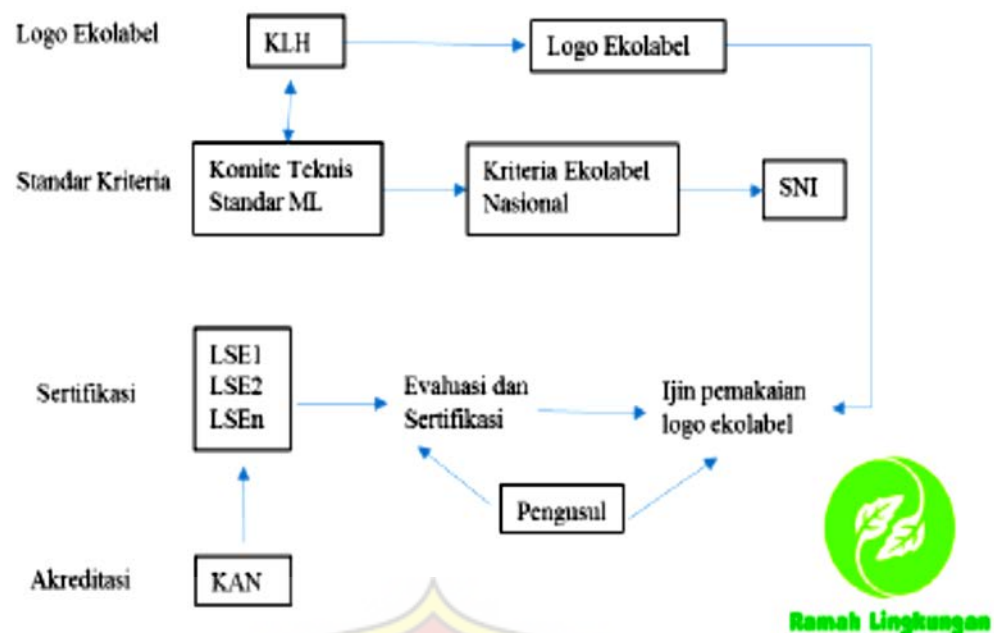 Logo Ekolabel
KLH
Logo Ekolabel
Standar Kriteria
Komite Teknis
Standar ML
Kriteria Ekolabel
Nasional
SNI
Sertifikasi
LSE1
LSE2
LSEn
Evaluasi dan
Sertifikasi
Ijin pemakaian
logo ekolabel
Pengusul
Akreditasi
KAN
Ramah Lingkungan